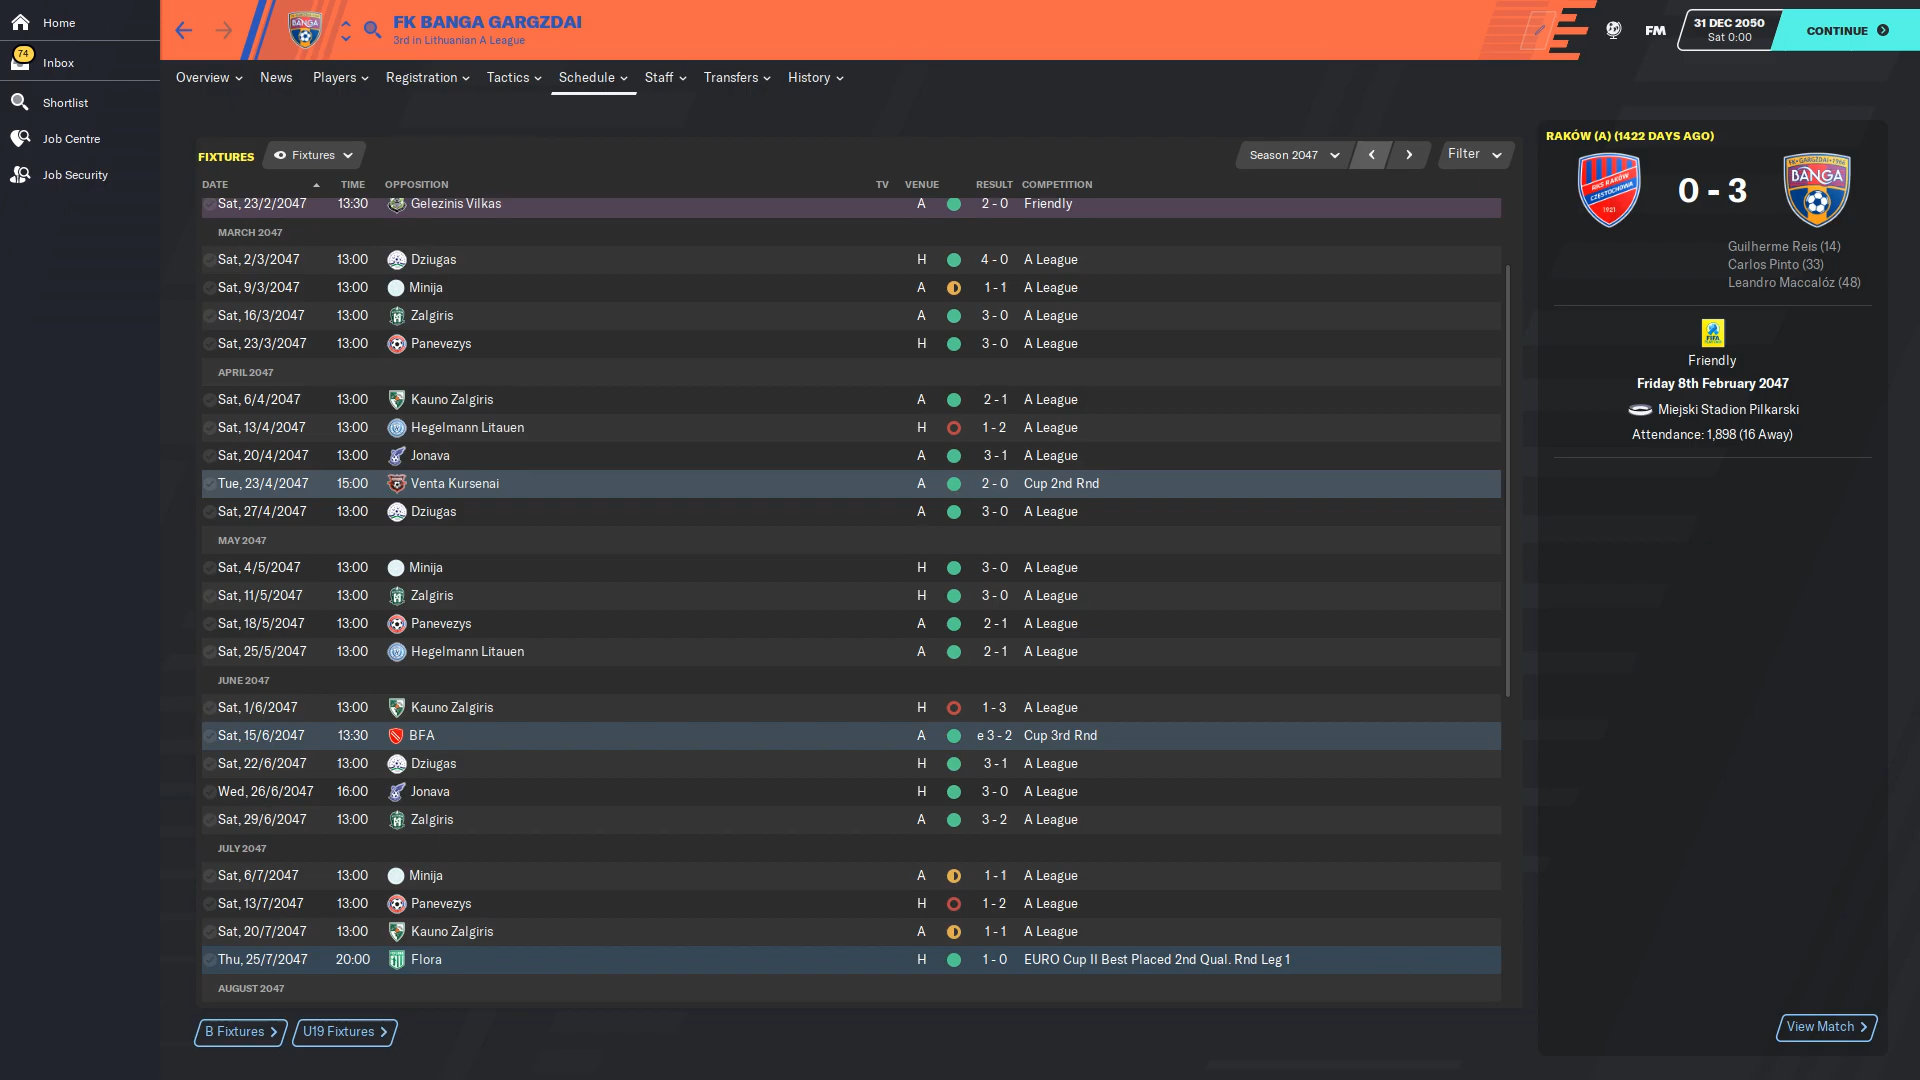 Home
74
Inbox
Shortlist
Job Centre
Job Security
FK BANGA GARGZDAI
3rd in Lithuanian A League
FM
31 DEC 2050
Sat 0:00
CONTINUE
Overview News Players Registration Tactics Schedule Staff Transfers History
FIXTURES Fixtures Season 2047 Filter
DATE TIME OPPOSITION TV VENUE RESULT COMPETITION
Sat, 23/2/2047 13:30 Gelezinis Vilkas A 2 - 0 Friendly
MARCH 2047
Sat, 2/3/2047 13:00 Dziugas H 4 - 0 A League
Sat, 9/3/2047 13:00 Minija A 1 - 1 A League
Sat, 16/3/2047 13:00 Zalgiris A 3 - 0 A League
Sat, 23/3/2047 13:00 Panevezys H 3 - 0 A League
APRIL 2047
Sat, 6/4/2047 13:00 Kauno Zalgiris A 2 - 1 A League
Sat, 13/4/2047 13:00 Hegelmann Litauen H 1 - 2 A League
Sat, 20/4/2047 13:00 Jonava A 3 - 1 A League
Tue, 23/4/2047 15:00 Venta Kursenai A 2 - 0 Cup 2nd Rnd
Sat, 27/4/2047 13:00 Dziugas A 3 - 0 A League
MAY 2047
Sat, 4/5/2047 13:00 Minija H 3 - 0 A League
Sat, 11/5/2047 13:00 Zalgiris H 3 - 0 A League
Sat, 18/5/2047 13:00 Panevezys A 2 - 1 A League
Sat, 25/5/2047 13:00 Hegelmann Litauen A 2 - 1 A League
JUNE 2047
Sat, 1/6/2047 13:00 Kauno Zalgiris H 1 - 3 A League
Sat, 15/6/2047 13:30 BFA A e 3 - 2 Cup 3rd Rnd
Sat, 22/6/2047 13:00 Dziugas H 3 - 1 A League
Wed, 26/6/2047 16:00 Jonava H 3 - 0 A League
Sat, 29/6/2047 13:00 Zalgiris A 3 - 2 A League
JULY 2047
Sat, 6/7/2047 13:00 Minija A 1 - 1 A League
Sat, 13/7/2047 13:00 Panevezys H 1 - 2 A League
Sat, 20/7/2047 13:00 Kauno Zalgiris A 1 - 1 A League
Thu, 25/7/2047 20:00 Flora H 1 - 0 EURO Cup II Best Placed 2nd Qual. Rnd Leg 1
AUGUST 2047
B Fixtures U19 Fixtures
RAKÓW (A) (1422 DAYS AGO)
RKS RAKÓW
CZĘSTOCHOWA
1921
0 - 3
FK · GARGŽDAI · 1966
BANGA
Guilherme Reis (14)
Carlos Pinto (33)
Leandro Maccalóz (48)
FIFA
Friendly
Friday 8th February 2047
Miejski Stadion Pilkarski
Attendance: 1,898 (16 Away)
View Match